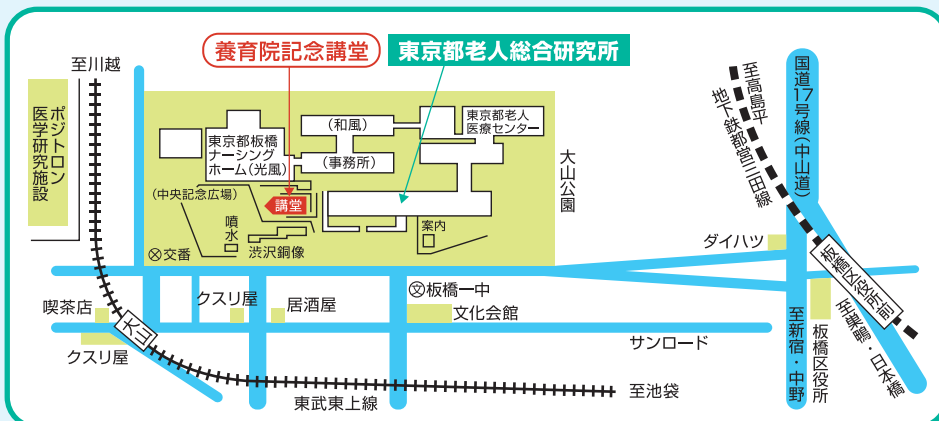 養育院記念講堂
東京都老人総合研究所
至川越
ポジトロン
医学研究施設
東京都板橋
ナーシング
ホーム(光風)
(和風)
(事務所)
東京都老人
医療センター
大山公園
(中央記念広場)
講堂
噴水
渋沢銅像
案内
交番
国道17号線(中山道)
至高島平
地下鉄都営三田線
ダイハツ
板橋区役所前
喫茶店
クスリ屋
居酒屋
文板橋一中
文化会館
クスリ屋
大山
サンロード
至新宿・中野
板橋区役所
至巣鴨・日本橋
東武東上線
至池袋